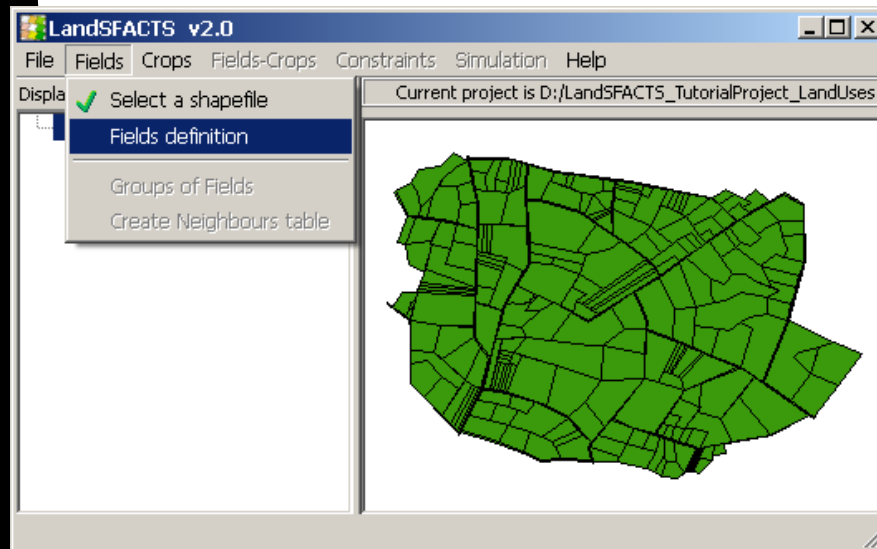 LandSFACTS v2.0
File Fields Crops Fields-Crops Constraints Simulation Help
Displa
Current project is D:/LandSFACTS_TutorialProject_LandUses
Select a shapefile
Fields definition
Groups of Fields
Create Neighbours table